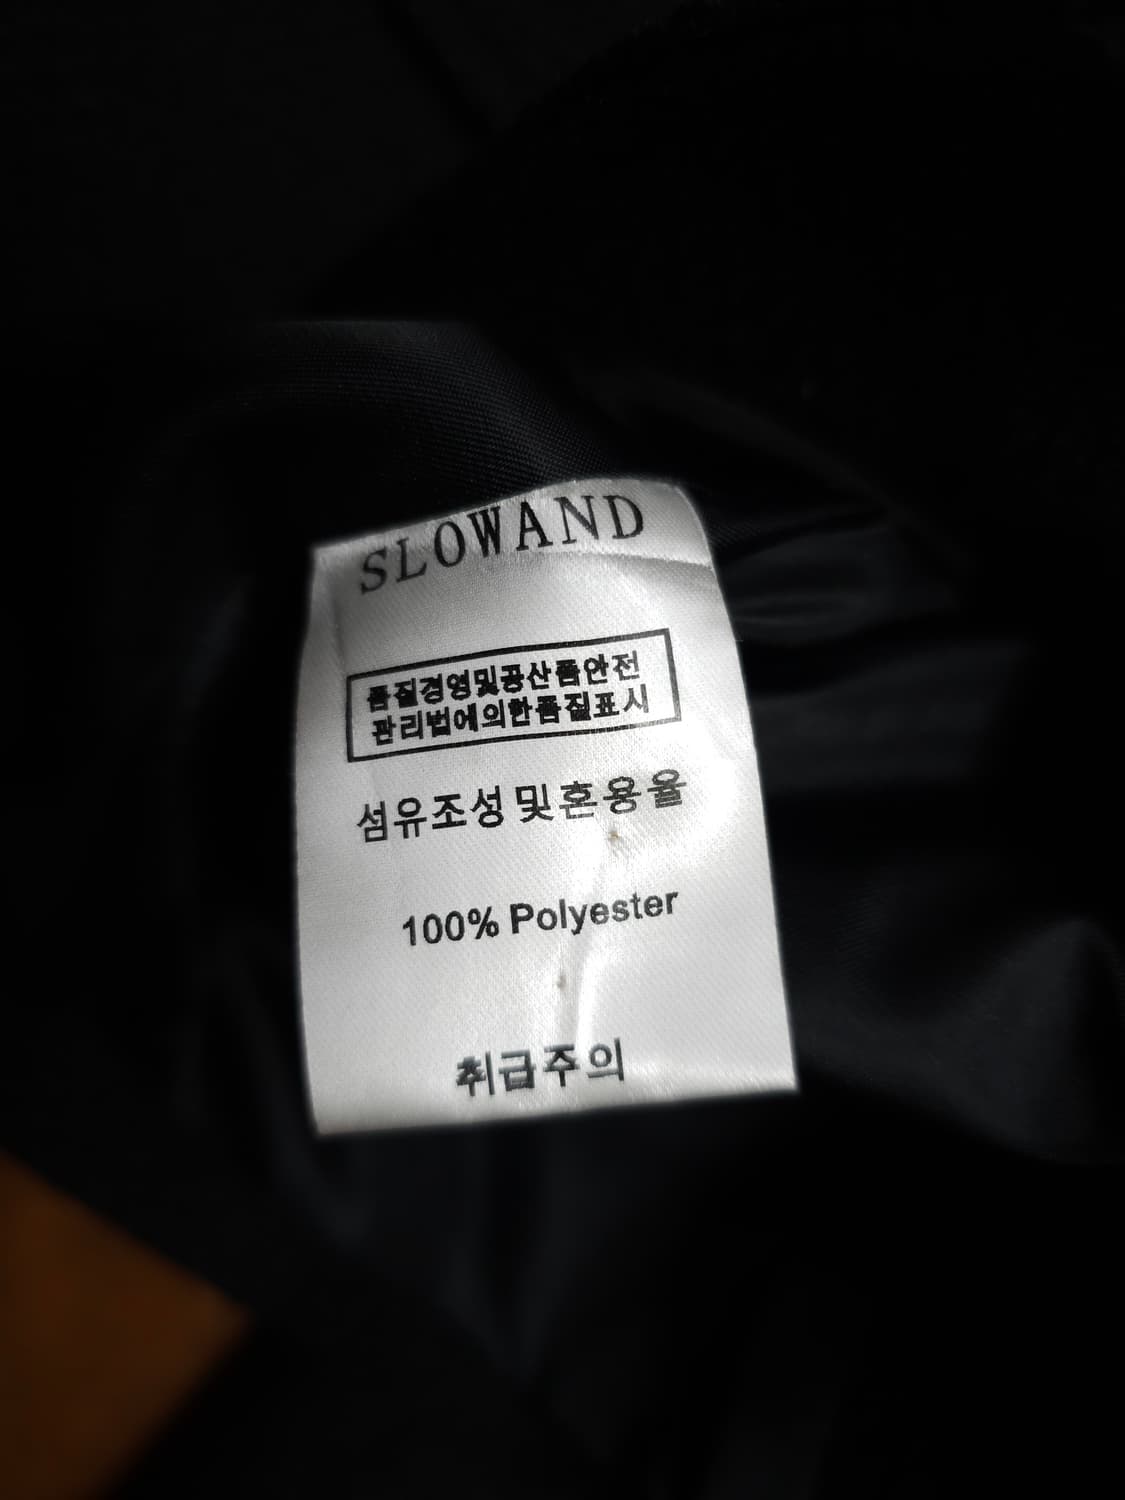 SLOWAND
품질경영및공산품안전
관리법에의한품질표시
섬유조성및혼용율
100% Polyester
취급주의